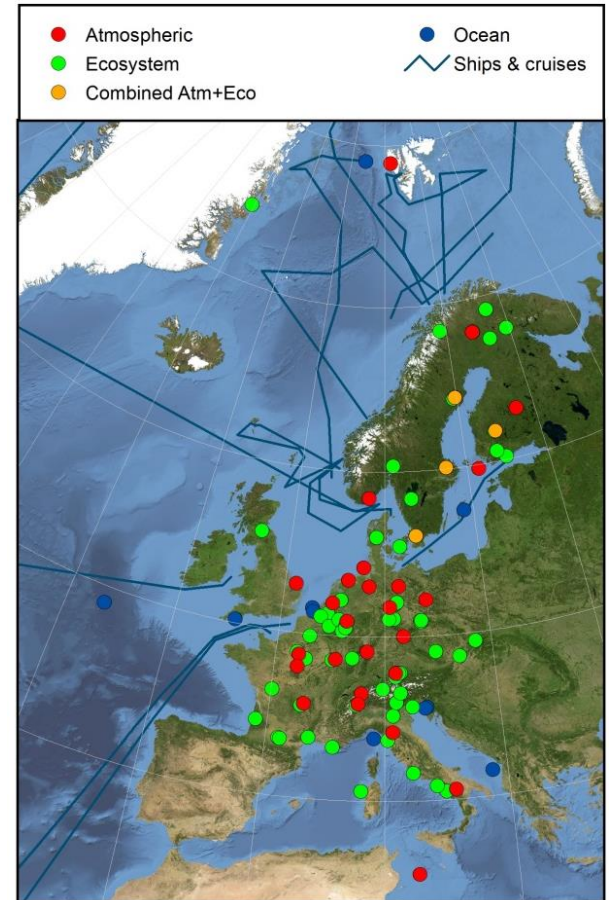 Atmospheric
Ecosystem
Combined Atm+Eco
Ocean
Ships & cruises